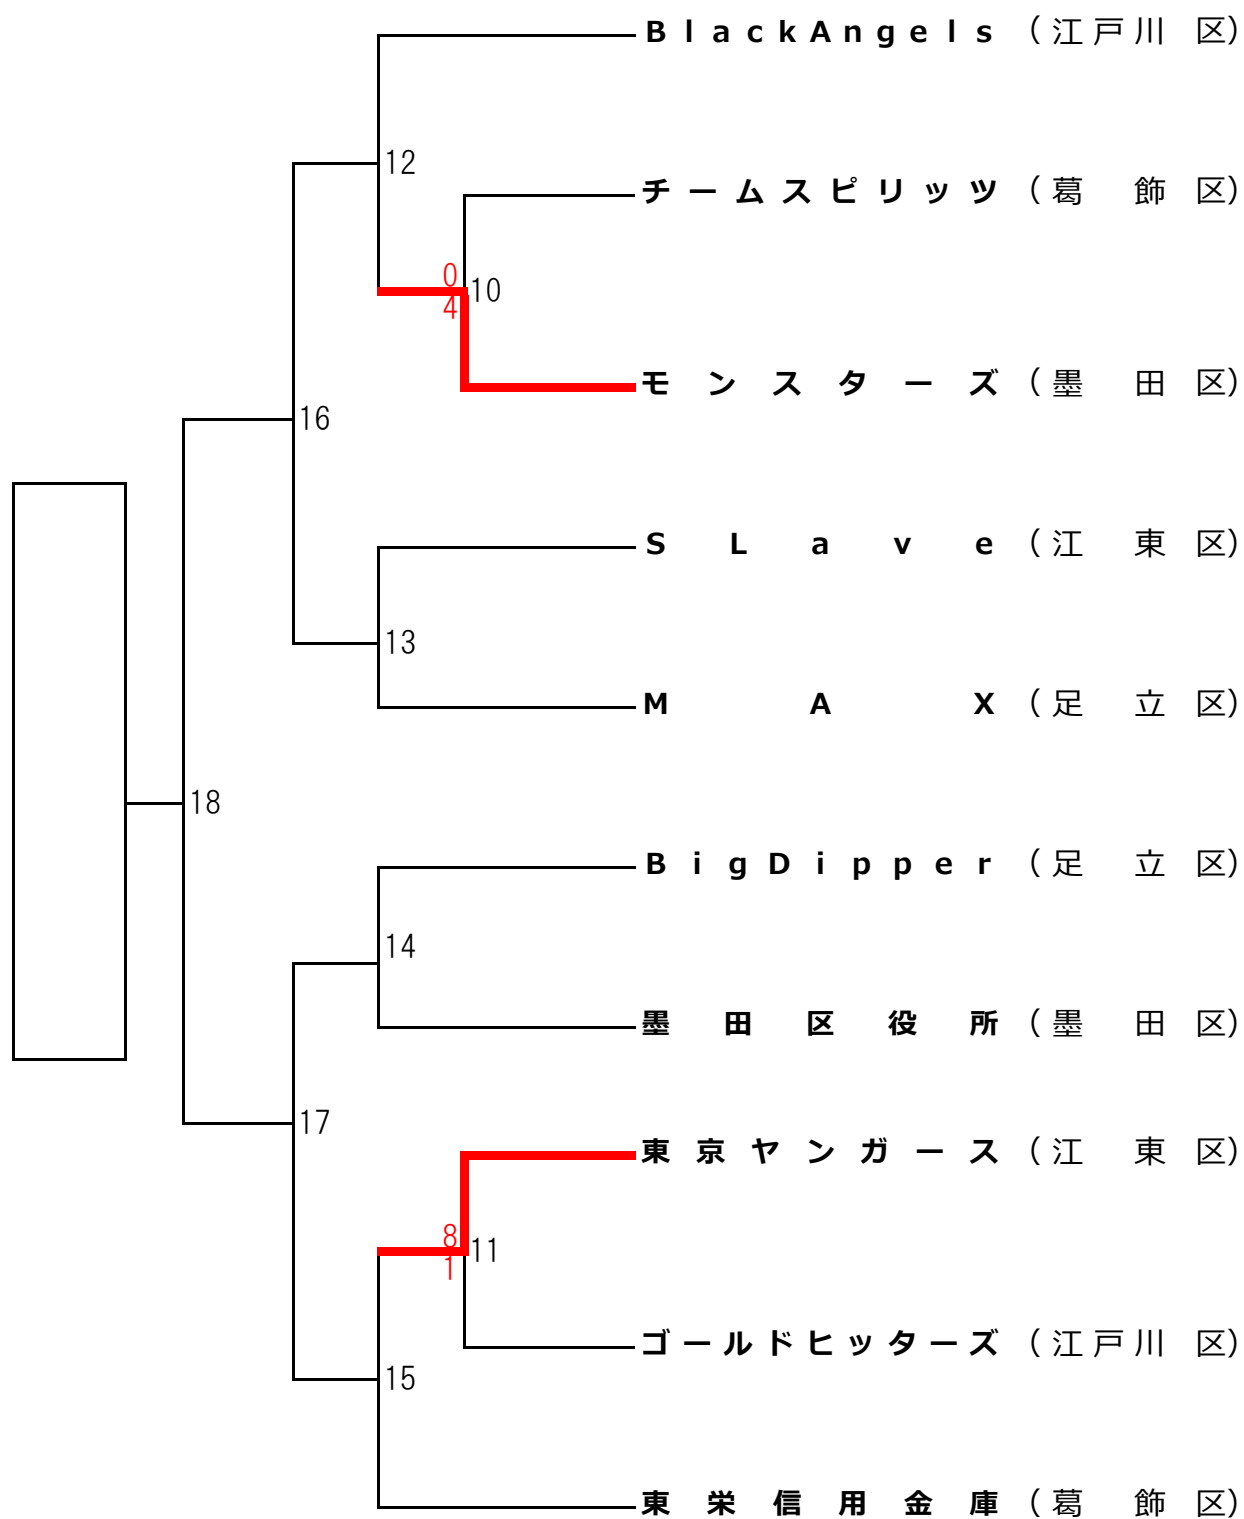 BlackAngels（江戸川区）
12
チームスピリッツ（葛飾区）
0
10
4
モンスターズ（墨田区）
16
SLave（江東区）
13
MAX（足立区）
18
BigDipper（足立区）
14
墨田区役所（墨田区）
17
東京ヤンガース（江東区）
8
11
1
ゴールドヒッターズ（江戸川区）
15
東栄信用金庫（葛飾区）